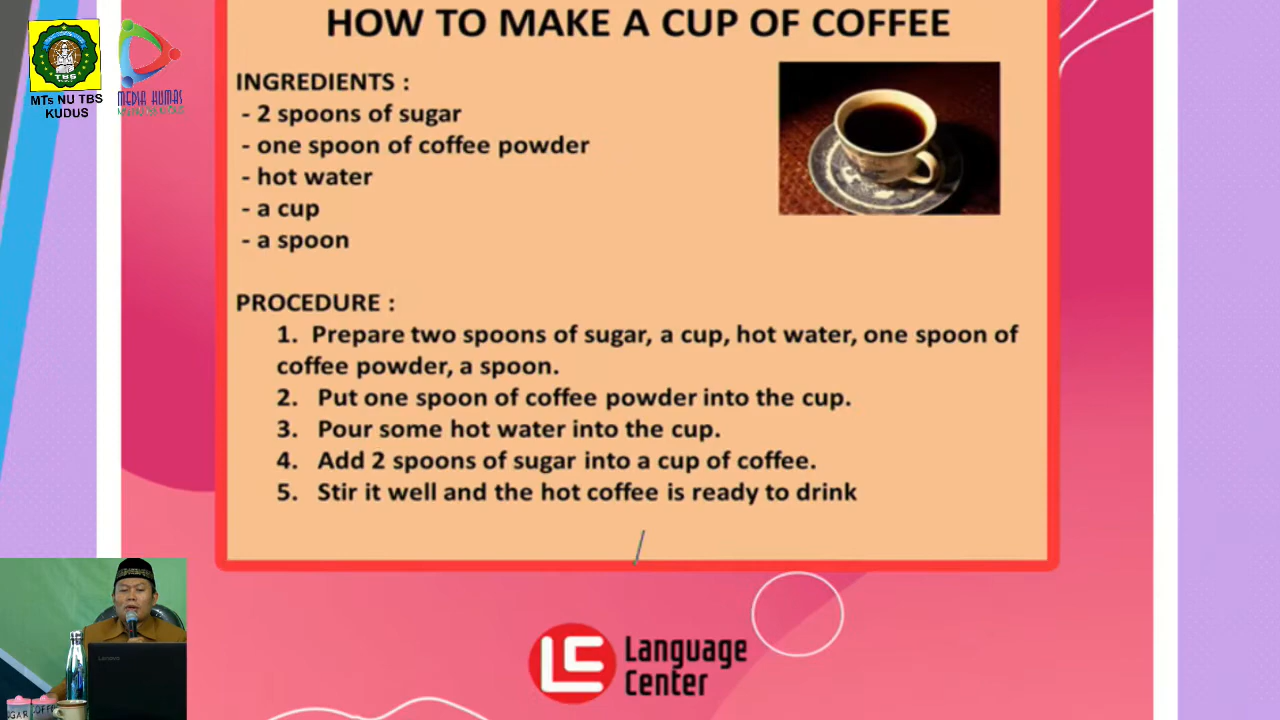 HOW TO MAKE A CUP OF COFFEE
TBS
MTs NU TBS
KUDUS
MEDIA HUMAS
INGREDIENTS :
- 2 spoons of sugar
- one spoon of coffee powder
- hot water
- a cup
- a spoon
PROCEDURE :
1. Prepare two spoons of sugar, a cup, hot water, one spoon of
coffee powder, a spoon.
2. Put one spoon of coffee powder into the cup.
3. Pour some hot water into the cup.
4. Add 2 spoons of sugar into a cup of coffee.
5. Stir it well and the hot coffee is ready to drink
LC Language
Center
Lenovo